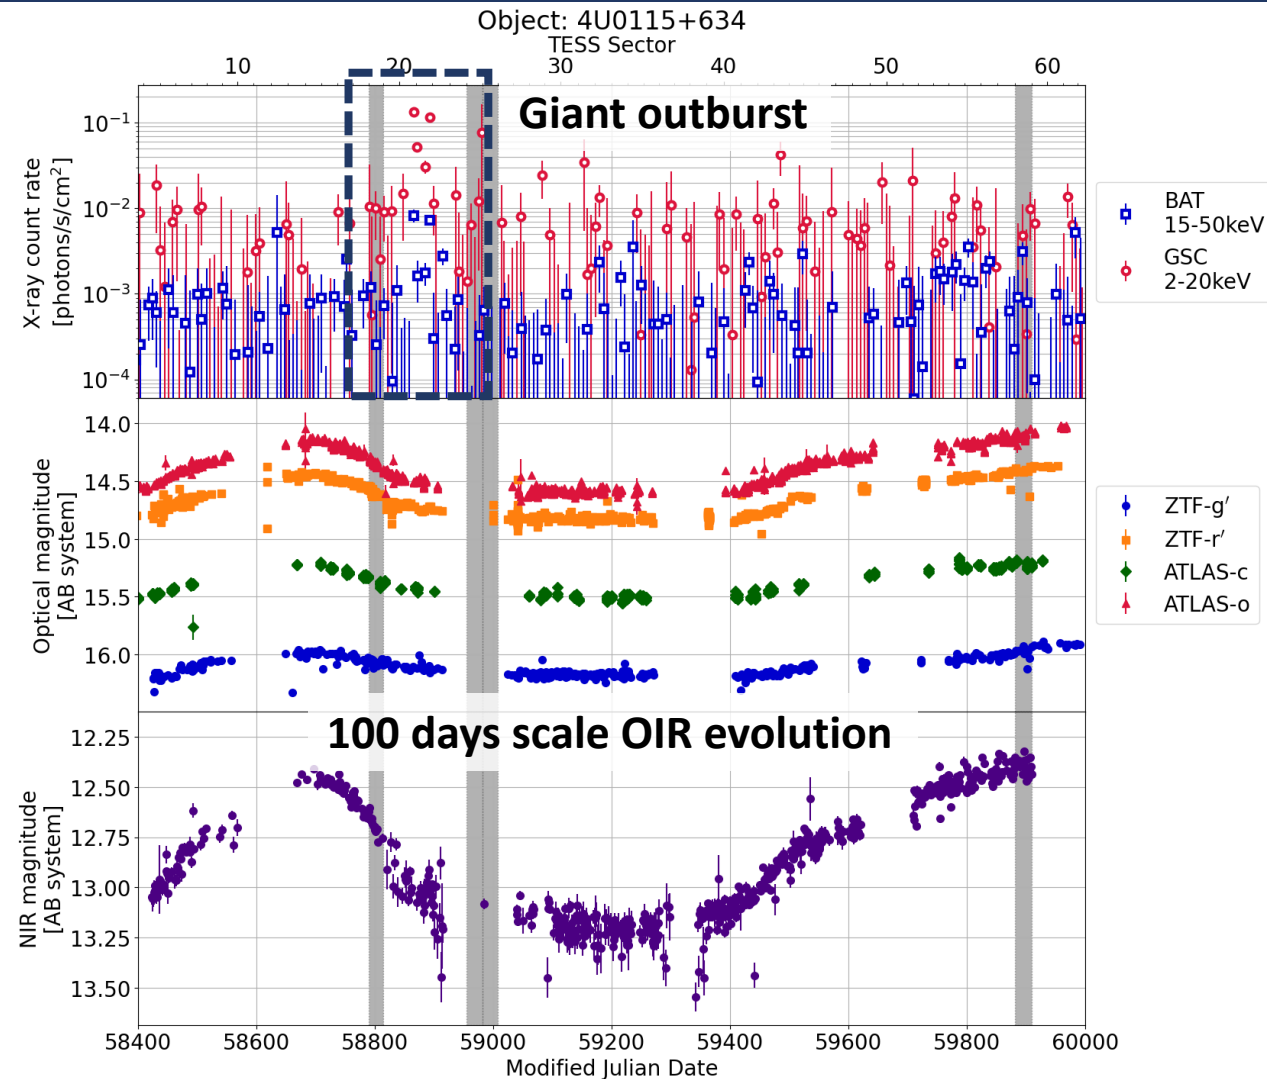 Object: 4U0115+634
TESS Sector
10 20 30 40 50 60
Giant outburst
X-ray count rate
[photons/s/cm²]
10⁻¹
10⁻²
10⁻³
10⁻⁴
BAT
15-50keV
GSC
2-20keV
Optical magnitude
[AB system]
14.0
14.5
15.0
15.5
16.0
ZTF-g′
ZTF-r′
ATLAS-c
ATLAS-o
100 days scale OIR evolution
NIR magnitude
[AB system]
12.25
12.50
12.75
13.00
13.25
13.50
58400 58600 58800 59000 59200 59400 59600 59800 60000
Modified Julian Date